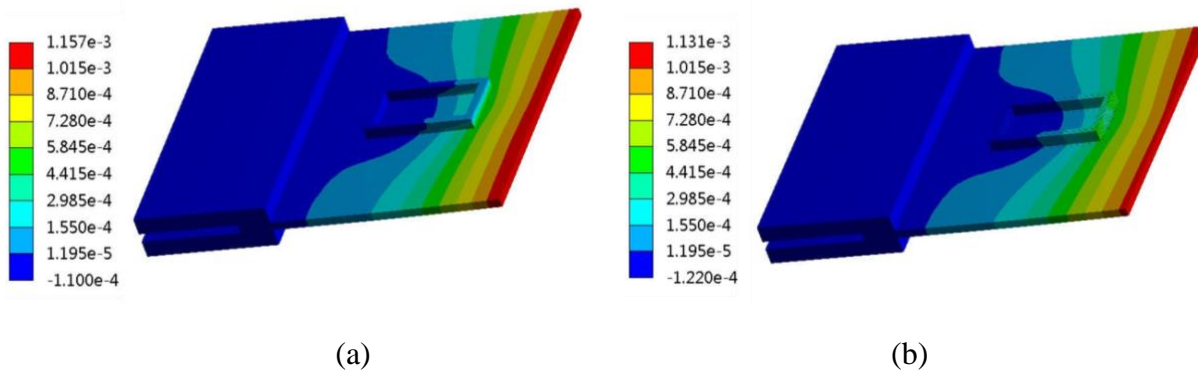 1.157e-3
1.015e-3
8.710e-4
7.280e-4
5.845e-4
4.415e-4
2.985e-4
1.550e-4
1.195e-5
-1.100e-4
1.131e-3
1.015e-3
8.710e-4
7.280e-4
5.845e-4
4.415e-4
2.985e-4
1.550e-4
1.195e-5
-1.220e-4
(a)
(b)